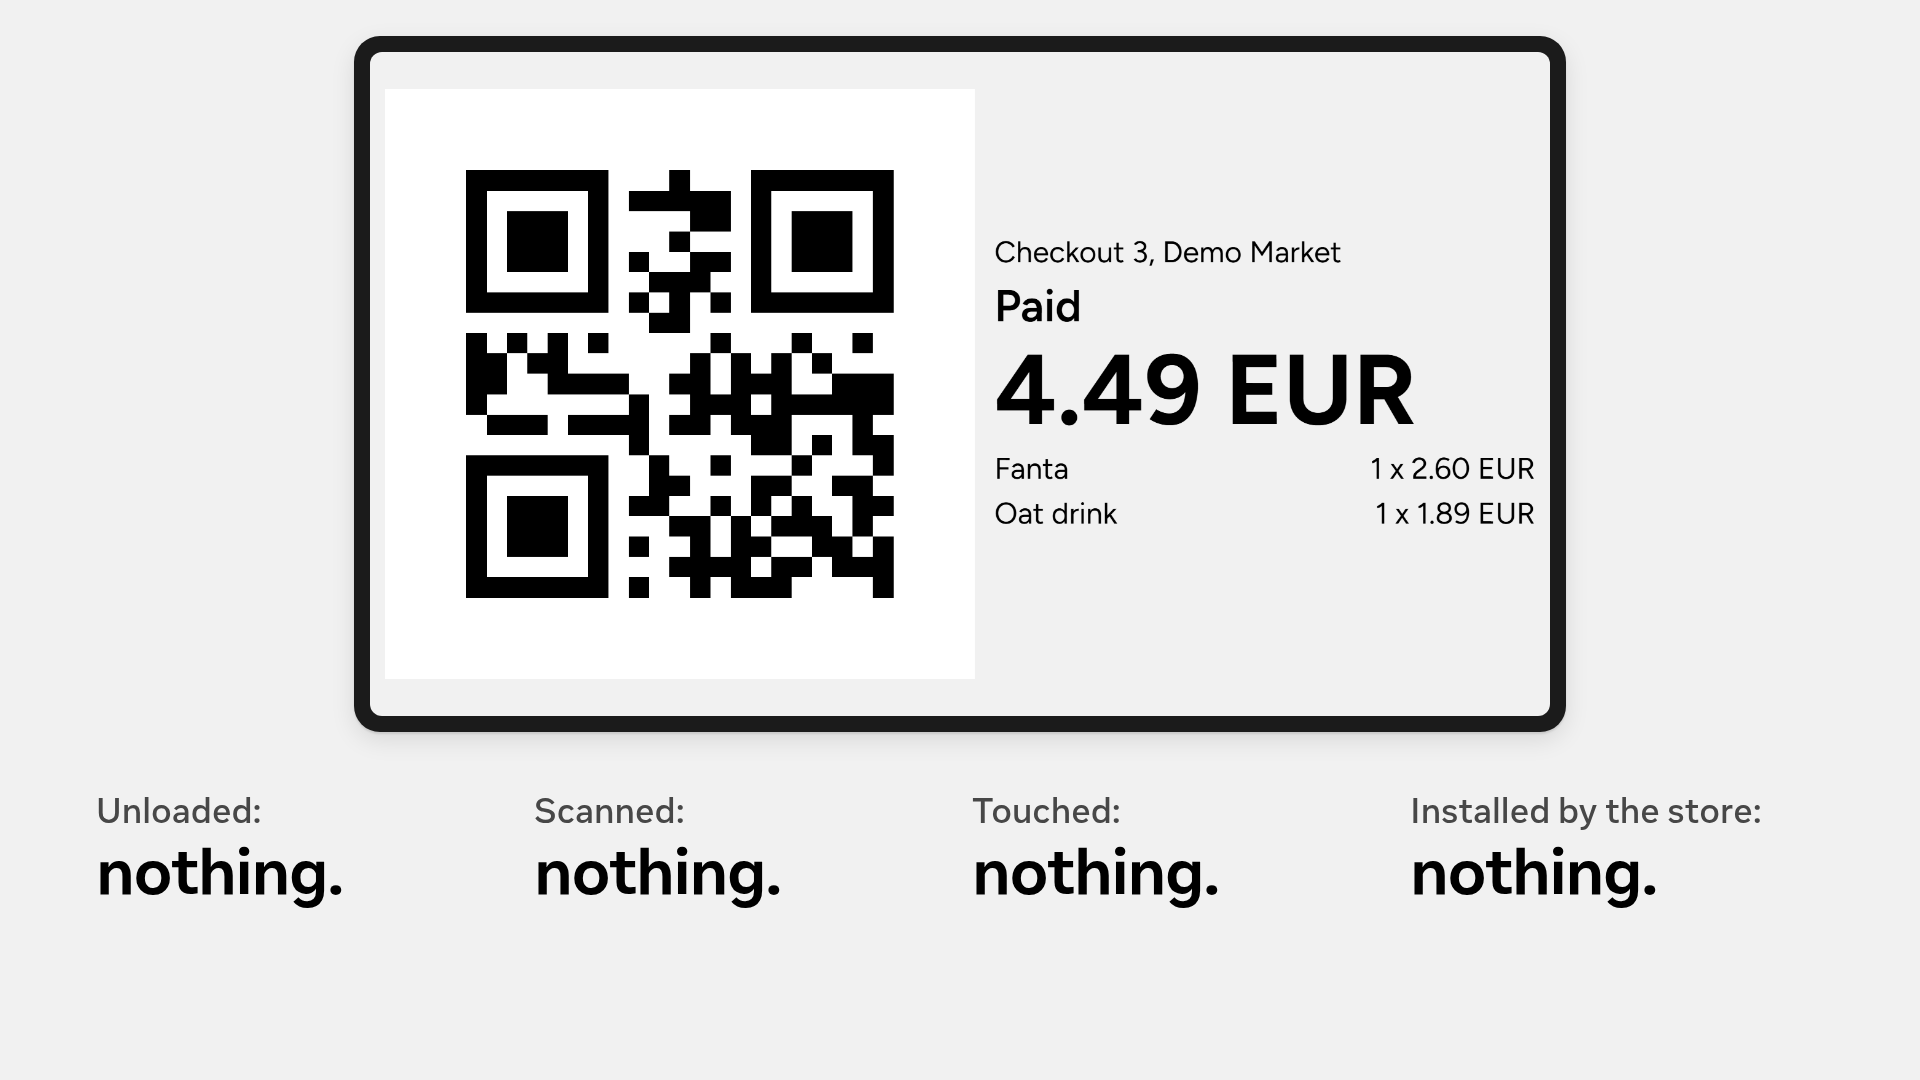 Checkout 3, Demo Market
Paid
4.49 EUR
Fanta 1 x 2.60 EUR
Oat drink 1 x 1.89 EUR
Unloaded:
nothing.
Scanned:
nothing.
Touched:
nothing.
Installed by the store:
nothing.